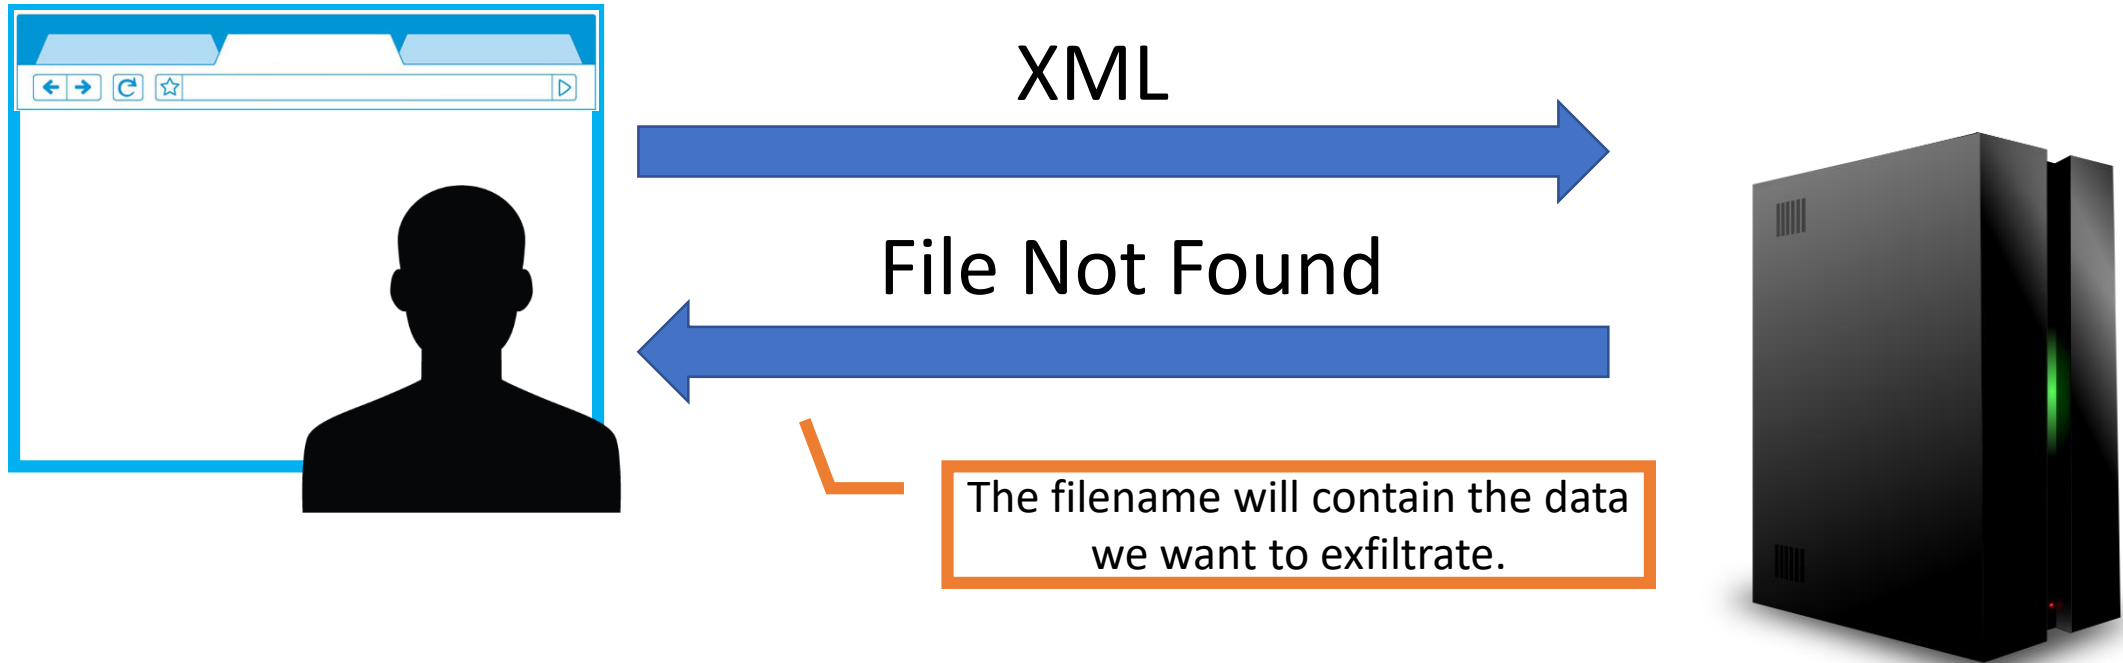 XML
File Not Found
The filename will contain the data
we want to exfiltrate.